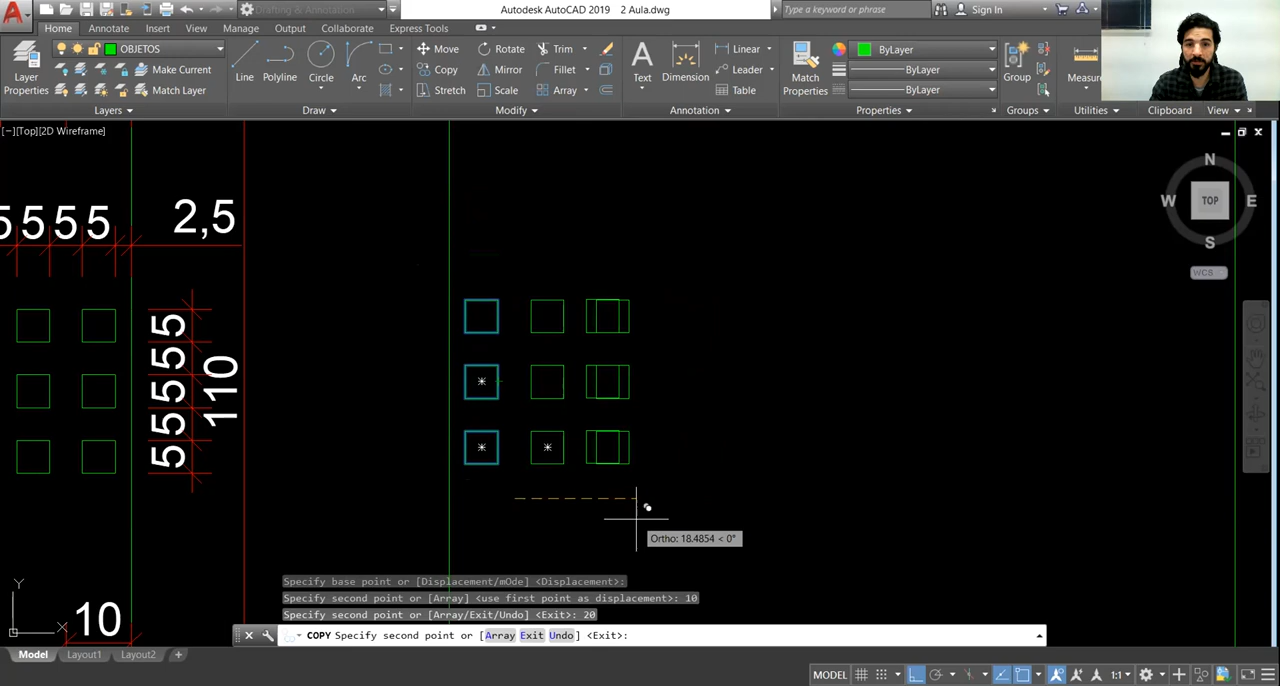 Drafting & Annotation
Autodesk AutoCAD 2019   2 Aula.dwg
Type a keyword or phrase
Sign In
Home Annotate Insert View Manage Output Collaborate Express Tools
Layer Properties
OBJETOS
Make Current
Match Layer
Layers
Line Polyline Circle Arc
Draw
Move Rotate Trim
Copy Mirror Fillet
Stretch Scale Array
Modify
Text Dimension
Linear
Leader
Table
Annotation
Match Properties
ByLayer
ByLayer
ByLayer
Properties
Group
Groups
Measure
Utilities
Clipboard
View
[−][Top][2D Wireframe]
N
W TOP E
S
WCS
5555
2,5
55555
110
10
Y
X
Ortho: 18.4854 < 0°
Specify base point or [Displacement/mOde] <Displacement>:
Specify second point or [Array] <use first point as displacement>: 10
Specify second point or [Array/Exit/Undo] <Exit>: 20
COPY Specify second point or [Array Exit Undo] <Exit>:
Model Layout1 Layout2 +
MODEL
1:1